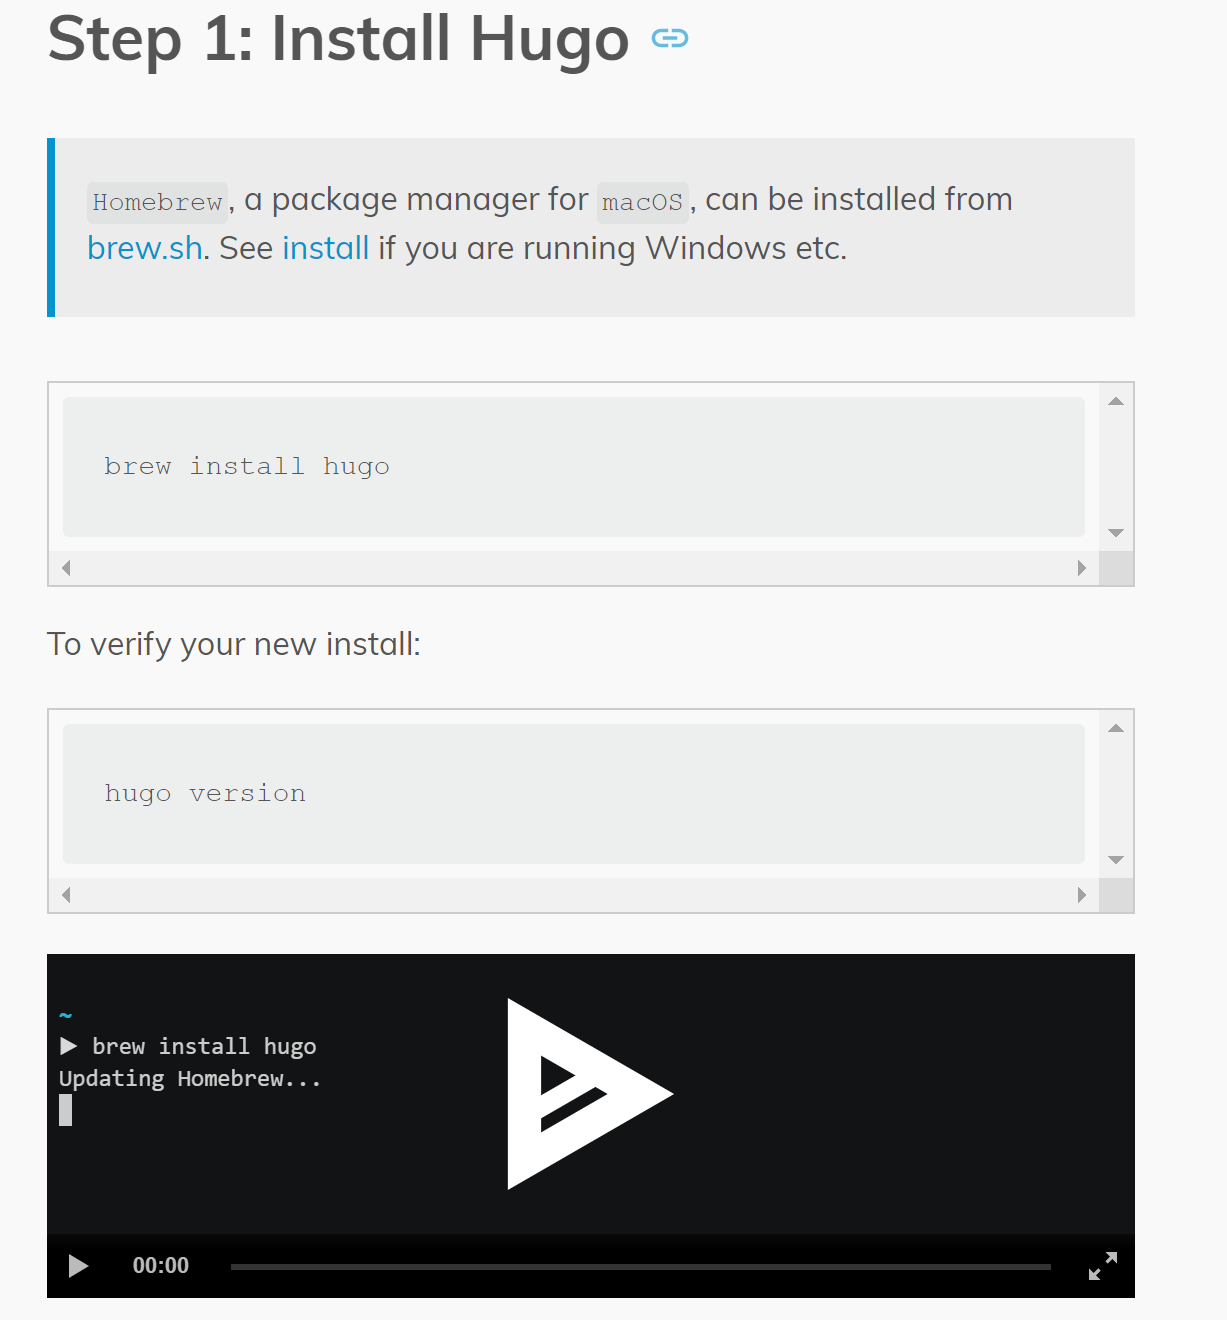 Step 1: Install Hugo
Homebrew, a package manager for macOS, can be installed from
brew.sh. See install if you are running Windows etc.
brew install hugo
To verify your new install:
hugo version
~
▶ brew install hugo
Updating Homebrew...
00:00